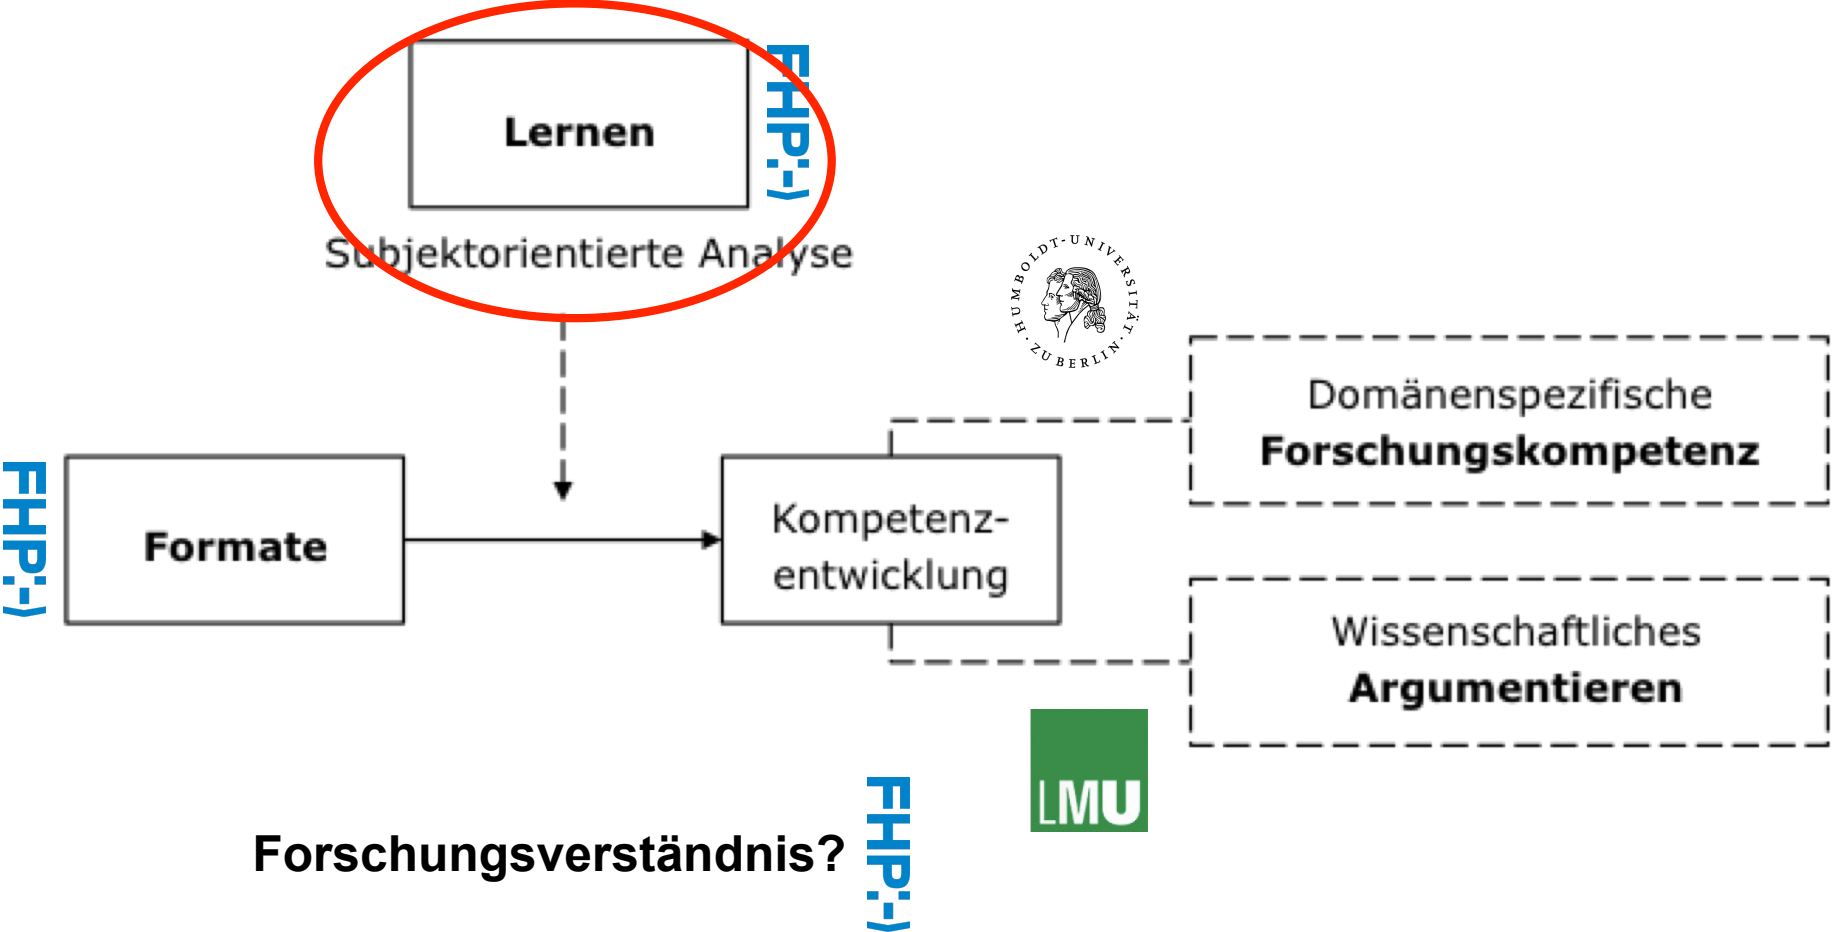 Lernen
FHP:-)
Subjektorientierte Analyse
HUMBOLDT-UNIVERSITÄT · ZU BERLIN ·
Domänenspezifische
Forschungskompetenz
FHP:-)
Formate
Kompetenz-
entwicklung
Wissenschaftliches
Argumentieren
LMU
Forschungsverständnis?
FHP:-)